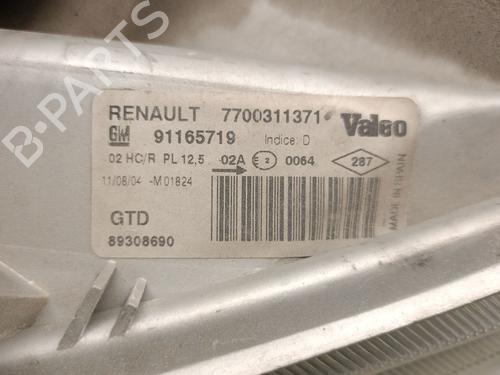 RENAULT 7700311371 Valeo
GM 91165719 Indice: D
02 HC/R PL 12,5 02A E2 0064 287
11/08/04 -M01824
GTD
89308690
MADE IN SPAIN
B-PARTS